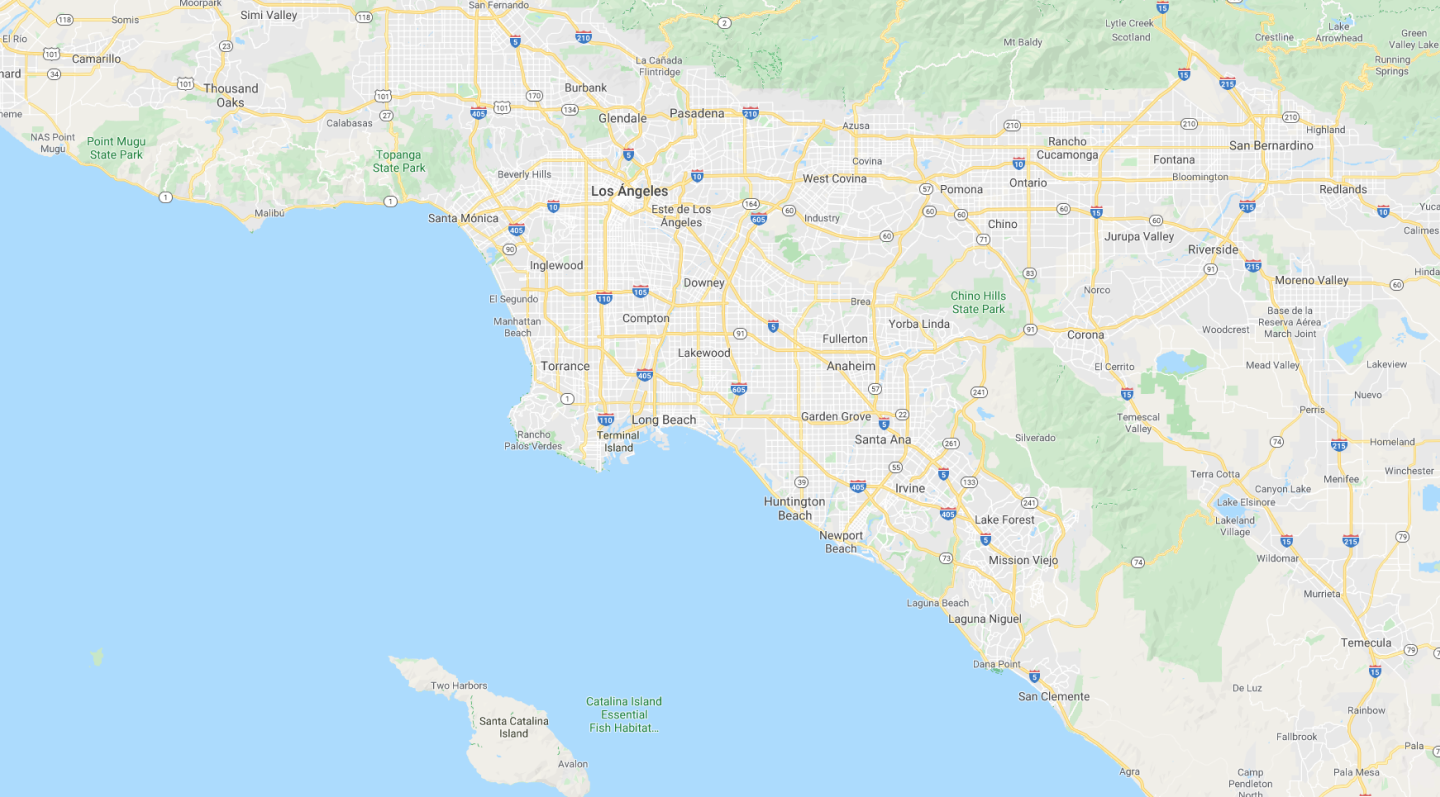 Moorpark
San Fernando
118
Somis
Simi Valley
118
2
15
Lytle Creek
Scotland
Lake
Arrowhead
Crestline
Green
Valley Lake
El Rio
101
23
5
210
Mt Baldy
Camarillo
La Cañada
Flintridge
Running
Springs
nard
34
101
Thousand
Oaks
101
170
Burbank
15
215
heme
27
405
101
134
Glendale
Pasadena
210
Calabasas
Azusa
210
210
210
Highland
NAS Point
Mugu
Point Mugu
State Park
Topanga
State Park
5
Covina
10
Rancho
Cucamonga
Fontana
San Bernardino
Beverly Hills
10
West Covina
57
Pomona
Ontario
Bloomington
Redlands
1
1
Los Ángeles
Malibú
Santa Mónica
10
Este de Los
Ángeles
164
605
60
Industry
60
60
60
15
60
215
10
Yuca
Calimes
405
Chino
90
60
71
Jurupa Valley
Riverside
Inglewood
91
215
Moreno Valley
Hinda
60
Downey
83
Norco
El Segundo
110
105
Brea
Chino Hills
State Park
Manhattan
Beach
Compton
5
Yorba Linda
91
Corona
Woodcrest
Base de la
Reserva Aérea
March Joint
91
Fullerton
Lakewood
Torrance
Anaheim
El Cerrito
Mead Valley
Lakeview
405
605
57
241
15
Nuevo
1
110
Long Beach
Garden Grove
22
5
Temescal
Valley
Perris
Rancho
Palos Verdes
Terminal
Island
Santa Ana
261
Silverado
74
215
Homeland
55
5
133
Terra Cotta
Winchester
39
405
Irvine
Canyon Lake
Menifee
Huntington
Beach
241
Lake Elsinore
405
Lake Forest
Lakeland
Village
Newport
Beach
5
15
215
79
73
Mission Viejo
74
Wildomar
Laguna Beach
Murrieta
Laguna Niguel
Temecula
79
Dana Point
5
15
Two Harbors
San Clemente
De Luz
Catalina Island
Essential
Fish Habitat...
Santa Catalina
Island
Rainbow
Fallbrook
Pala
Avalon
Agra
Camp
Pendleton
North
Pala Mesa